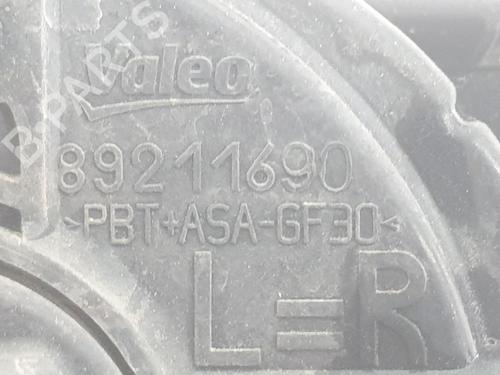 Valeo
B-PARTS
89211690
>PBT+ASA-GF30<
L=R